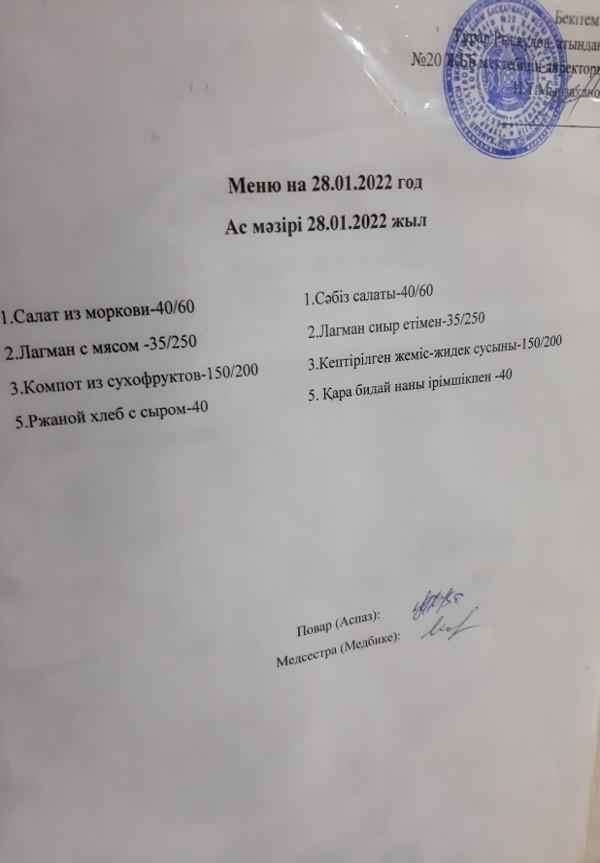 Бекітем
Тұрар Рысқұлов атындағ
№20 ЖББ мектебінің директоры
Меню на 28.01.2022 год
Ас мәзірі 28.01.2022 жыл
1.Салат из моркови-40/60
2.Лагман с мясом -35/250
3.Компот из сухофруктов-150/200
5.Ржаной хлеб с сыром-40
1.Сәбіз салаты-40/60
2.Лагман сиыр етімен-35/250
3.Кептірілген жеміс-жидек сусыны-150/200
5. Қара бидай наны ірімшікпен -40
Повар (Аспаз):
Медсестра (Медбике):